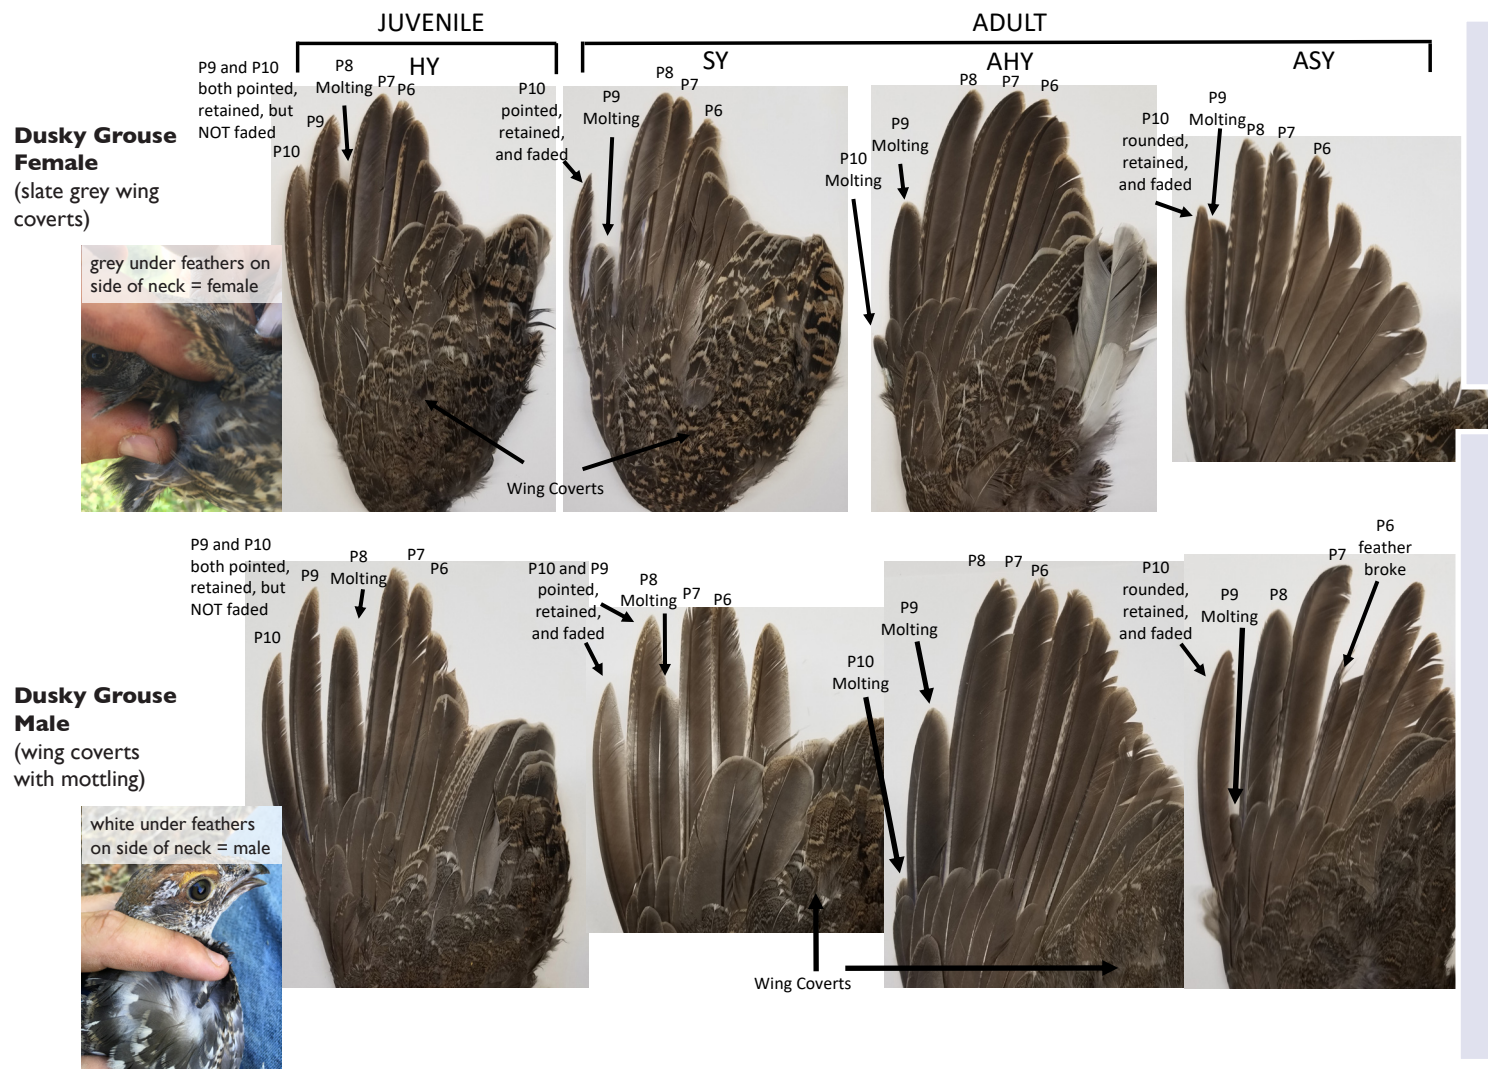 JUVENILE
ADULT
HY
SY
AHY
ASY
Dusky Grouse
Female
(slate grey wing
coverts)
grey under feathers on
side of neck = female
P9 and P10
both pointed,
retained, but
NOT faded
P10
P9
P8
Molting
P7
P6
P10
pointed,
retained,
and faded
P9
Molting
P8
P7
P6
P10
Molting
P9
Molting
P8
P7
P6
P10
rounded,
retained,
and faded
P9
Molting
P8
P7
P6
Wing Coverts
Dusky Grouse
Male
(wing coverts
with mottling)
white under feathers
on side of neck = male
P9 and P10
both pointed,
retained, but
NOT faded
P10
P9
P8
Molting
P7
P6
P10 and P9
pointed,
retained,
and faded
P8
Molting
P7
P6
P10
Molting
P9
Molting
P8
P7
P6
P10
rounded,
retained,
and faded
P9
Molting
P8
P7
P6
feather
broke
Wing Coverts